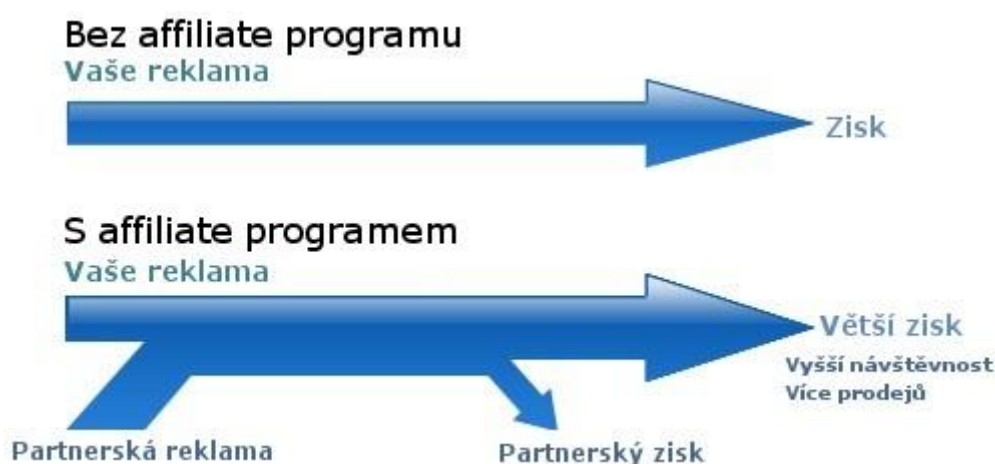 Bez affiliate programu
Vaše reklama
Zisk
S affiliate programem
Vaše reklama
Větší zisk
Vyšší návštěvnost
Více prodejů
Partnerská reklama
Partnerský zisk